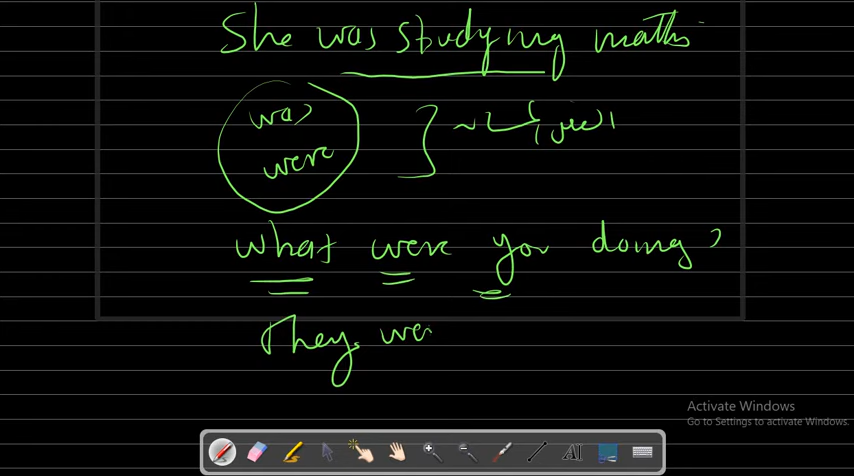 She was studying maths
was
were
What were you doing?
They we
Activate Windows
Go to Settings to activate Windows.
AI